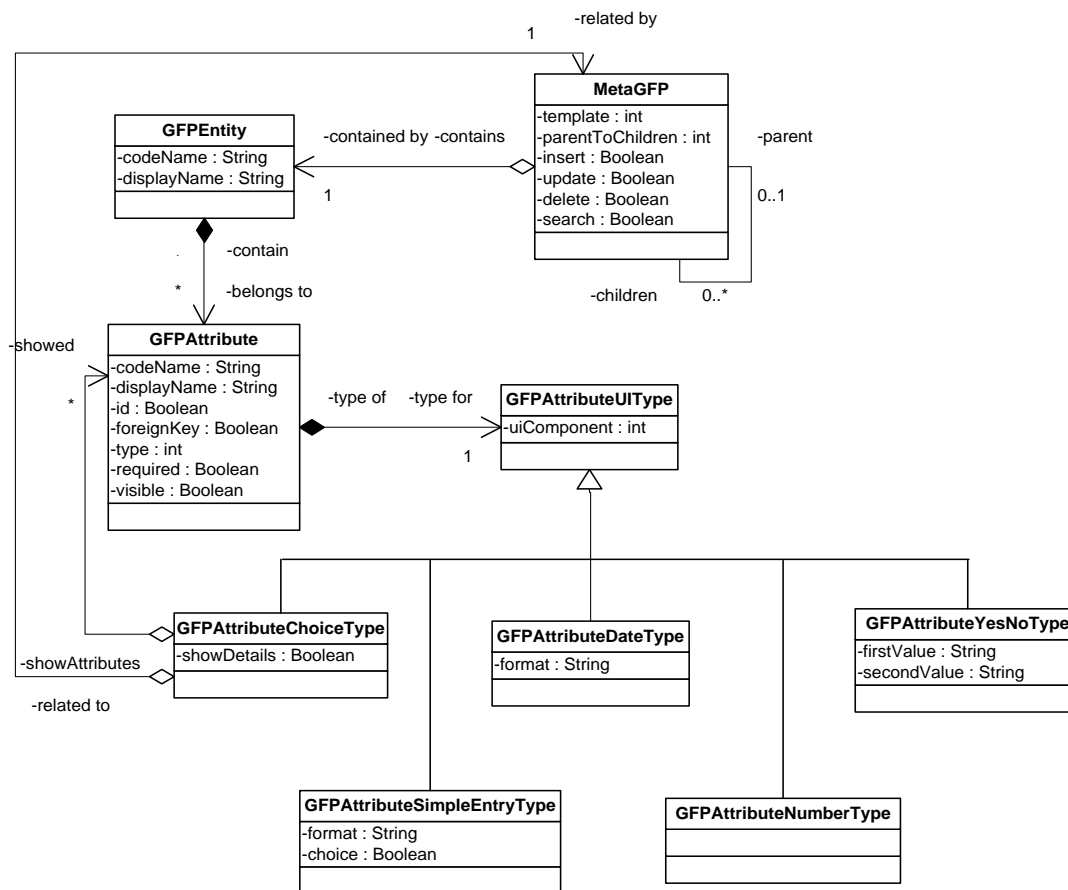 -related by
1
MetaGFP
-template : int
-parentToChildren : int
-insert : Boolean
-update : Boolean
-delete : Boolean
-search : Boolean
-parent
0..1
-children
0..*
GFPEntity
-codeName : String
-displayName : String
-contained by -contains
1
-contain
.
*
-belongs to
GFPAttribute
-codeName : String
-displayName : String
-id : Boolean
-foreignKey : Boolean
-type : int
-required : Boolean
-visible : Boolean
-showed
*
-type of
-type for
1
GFPAttributeUIType
-uiComponent : int
GFPAttributeChoiceType
-showDetails : Boolean
-showAttributes
-related to
GFPAttributeDateType
-format : String
GFPAttributeYesNoType
-firstValue : String
-secondValue : String
GFPAttributeSimpleEntryType
-format : String
-choice : Boolean
GFPAttributeNumberType